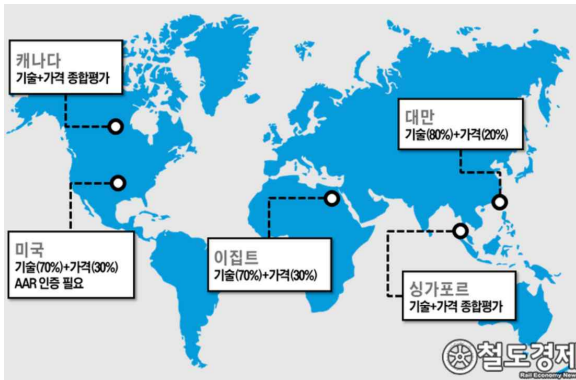 캐나다
기술+가격 종합평가
대만
기술(80%)+가격(20%)
미국
기술(70%)+가격(30%)
AAR 인증 필요
이집트
기술(70%)+가격(30%)
싱가포르
기술+가격 종합평가
철도경제
Rail Economy News